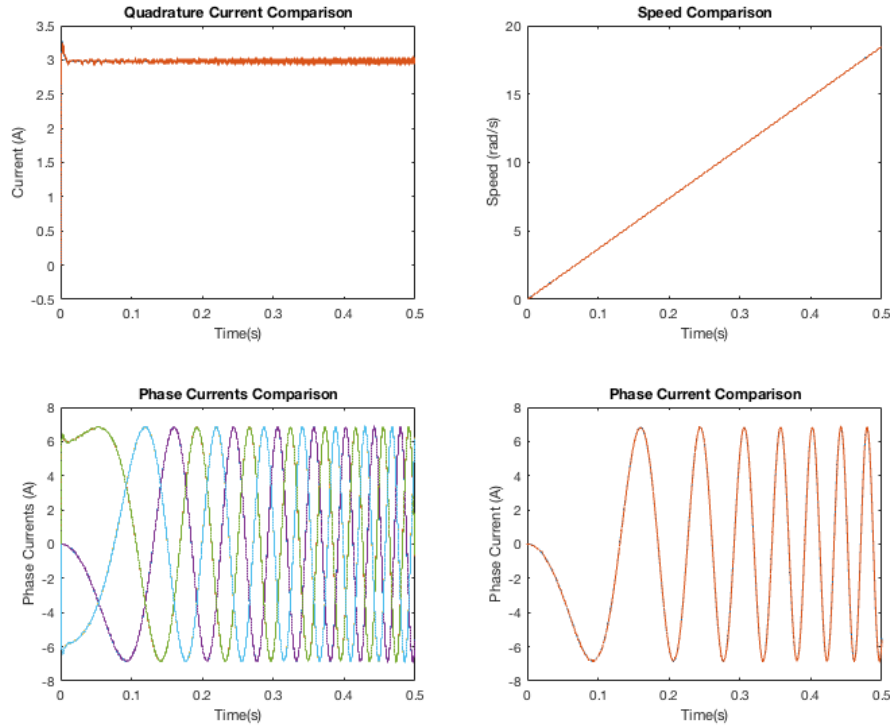 Quadrature Current Comparison
3.5
3
2.5
2
1.5
1
0.5
0
-0.5
Current (A)
0 0.1 0.2 0.3 0.4 0.5
Time(s)
Speed Comparison
20
15
10
5
0
Speed (rad/s)
0 0.1 0.2 0.3 0.4 0.5
Time(s)
Phase Currents Comparison
8
6
4
2
0
-2
-4
-6
-8
Phase Currents (A)
0 0.1 0.2 0.3 0.4 0.5
Time(s)
Phase Current Comparison
8
6
4
2
0
-2
-4
-6
-8
Phase Current (A)
0 0.1 0.2 0.3 0.4 0.5
Time(s)